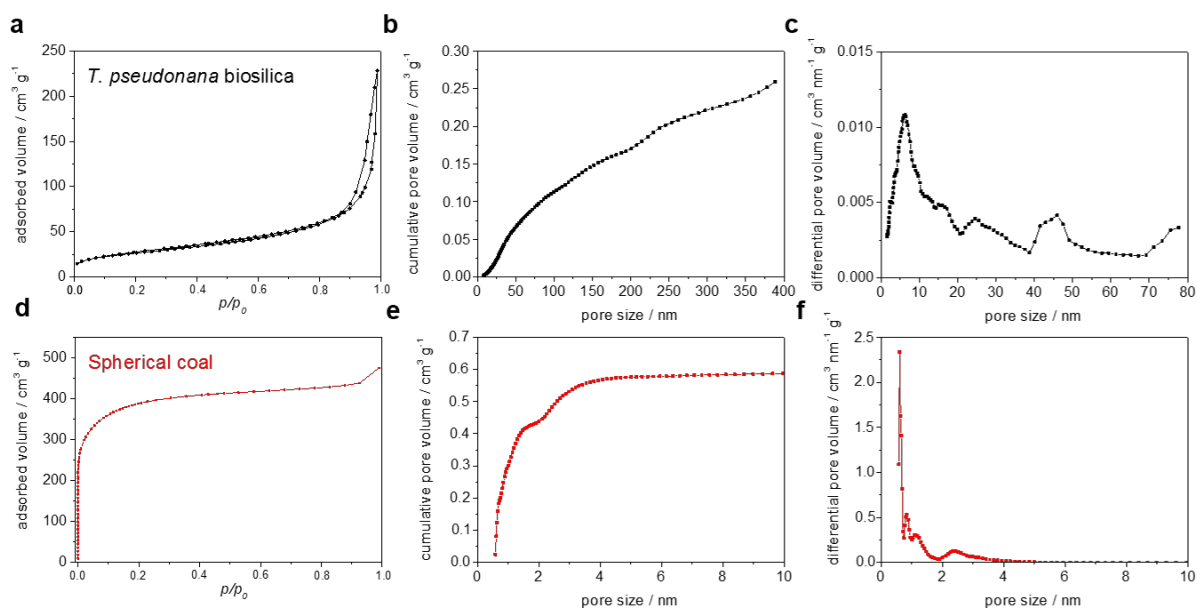 a
250
200
150
100
50
0
0.0 0.2 0.4 0.6 0.8 1.0
adsorbed volume / cm³ g⁻¹
p/p₀
T. pseudonana biosilica
b
0.30
0.25
0.20
0.15
0.10
0.05
0.00
0 50 100 150 200 250 300 350 400
cumulative pore volume / cm³ g⁻¹
pore size / nm
c
0.015
0.010
0.005
0.000
0 10 20 30 40 50 60 70 80
differential pore volume / cm³ nm⁻¹ g⁻¹
pore size / nm
d
500
400
300
200
100
0
0.0 0.2 0.4 0.6 0.8 1.0
adsorbed volume / cm³ g⁻¹
p/p₀
Spherical coal
e
0.7
0.6
0.5
0.4
0.3
0.2
0.1
0.0
0 2 4 6 8 10
cumulative pore volume / cm³ g⁻¹
pore size / nm
f
2.5
2.0
1.5
1.0
0.5
0.0
0 2 4 6 8 10
differential pore volume / cm³ nm⁻¹ g⁻¹
pore size / nm